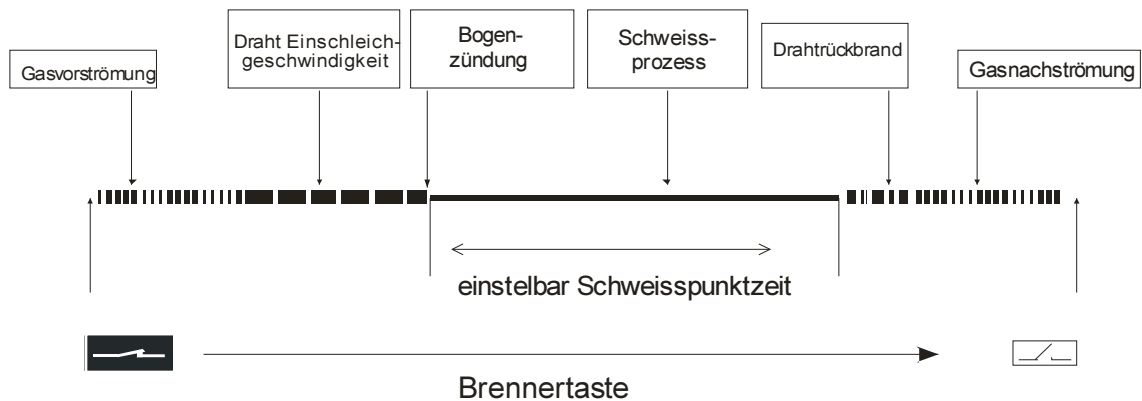 Gasvorströmung
Draht Einschleich-
geschwindigkeit
Bogen-
zündung
Schweiss-
prozess
Drahtrückbrand
Gasnachströmung
einstelbar Schweisspunktzeit
Brennertaste